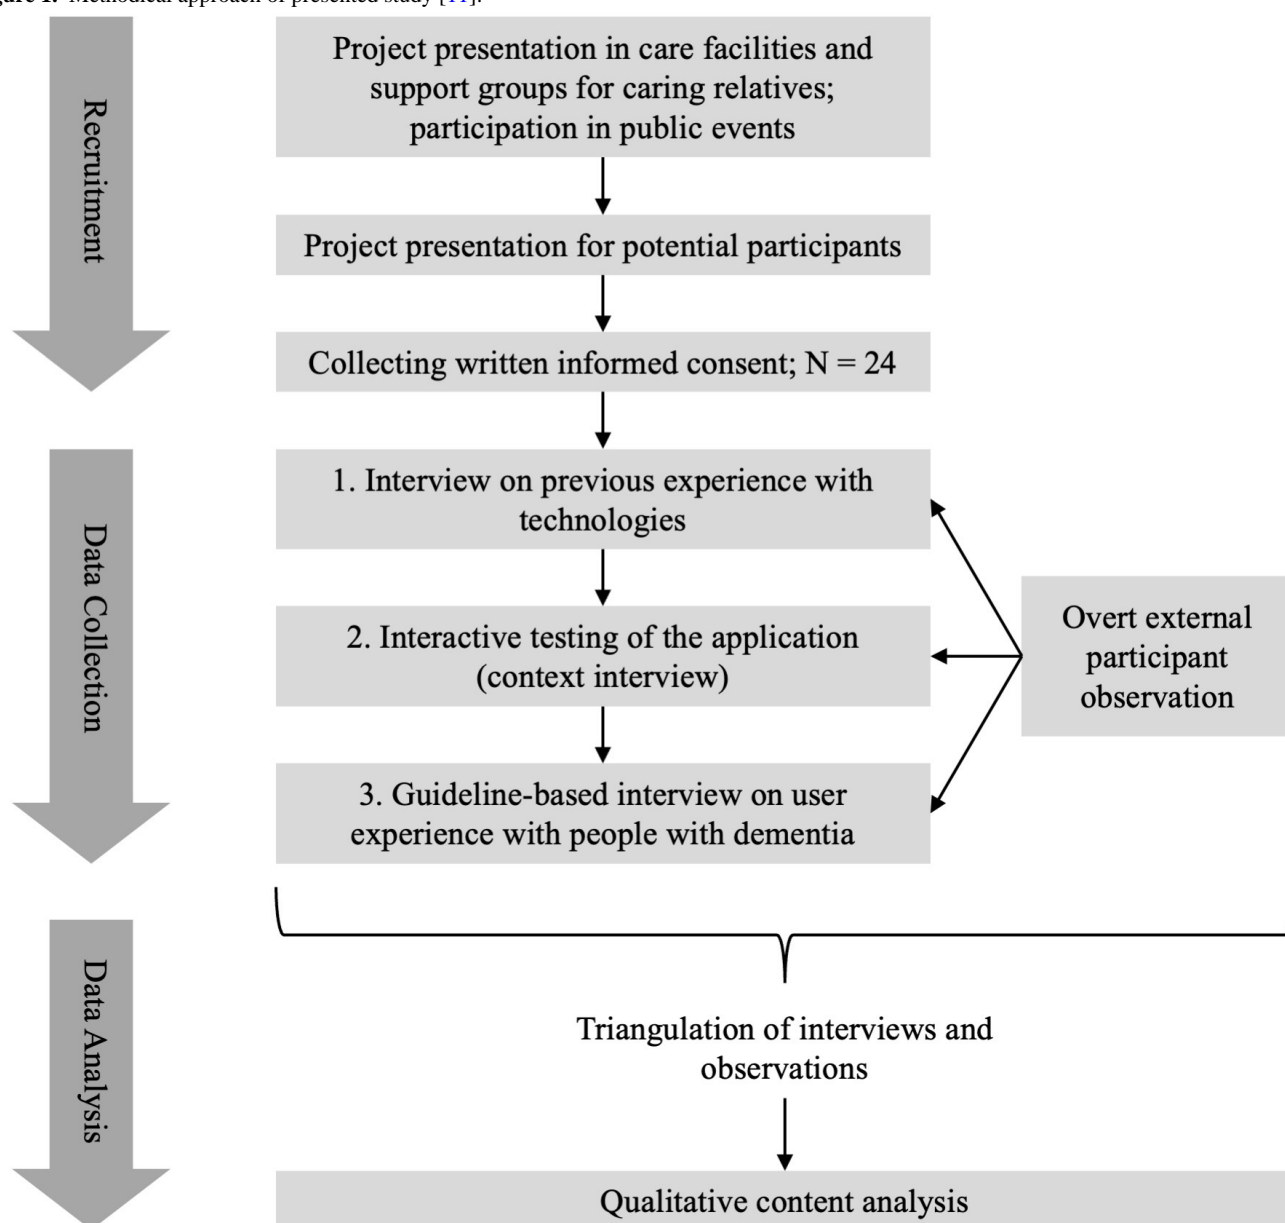 Figure 1. Methodical approach of presented study [11].
Recruitment
Project presentation in care facilities and
support groups for caring relatives;
participation in public events
Project presentation for potential participants
Collecting written informed consent; N = 24
Data Collection
1. Interview on previous experience with
technologies
2. Interactive testing of the application
(context interview)
3. Guideline-based interview on user
experience with people with dementia
Overt external
participant
observation
Data Analysis
Triangulation of interviews and
observations
Qualitative content analysis